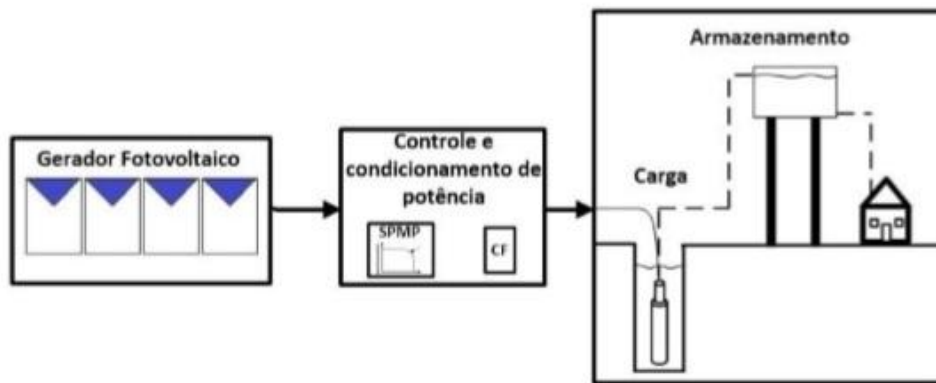 Gerador Fotovoltaico
Controle e
condicionamento de
potência
SPMP
CF
Armazenamento
Carga